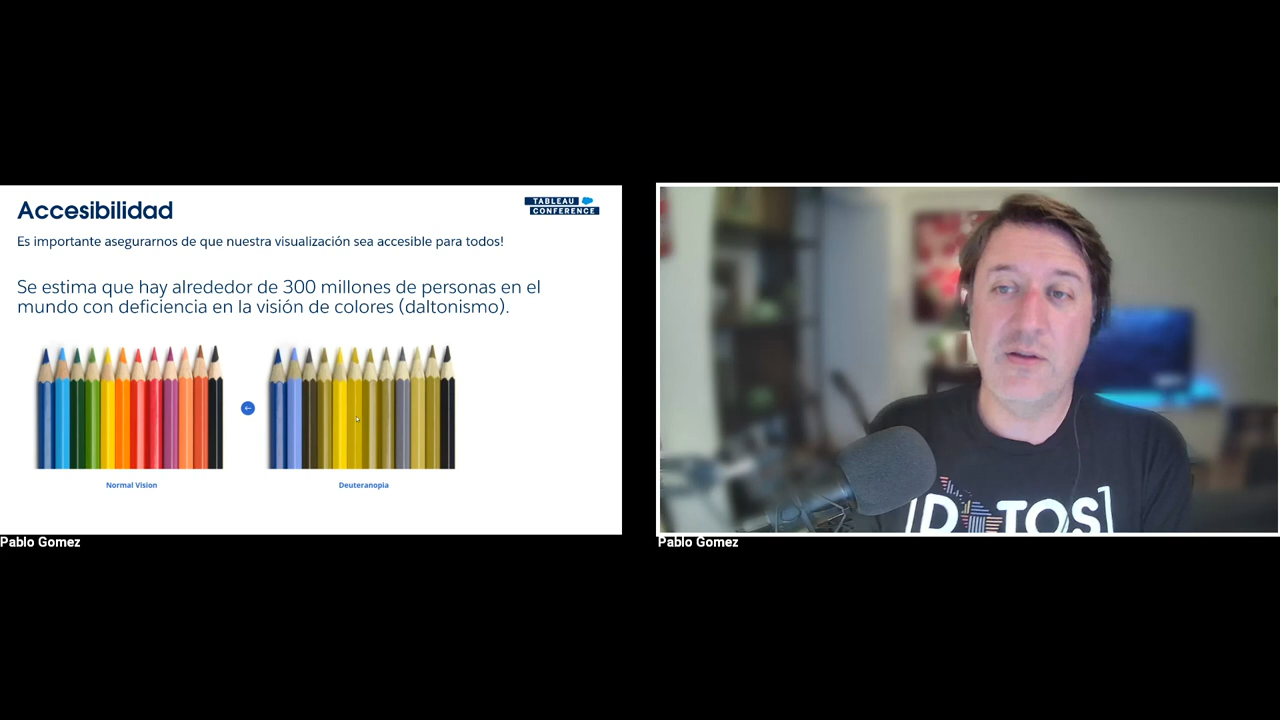 Accesibilidad
TABLEAU
CONFERENCE
Es importante asegurarnos de que nuestra visualización sea accesible para todos!
Se estima que hay alrededor de 300 millones de personas en el
mundo con deficiencia en la visión de colores (daltonismo).
Normal Vision
Deuteranopia
Pablo Gomez
[DATOS]
Pablo Gomez